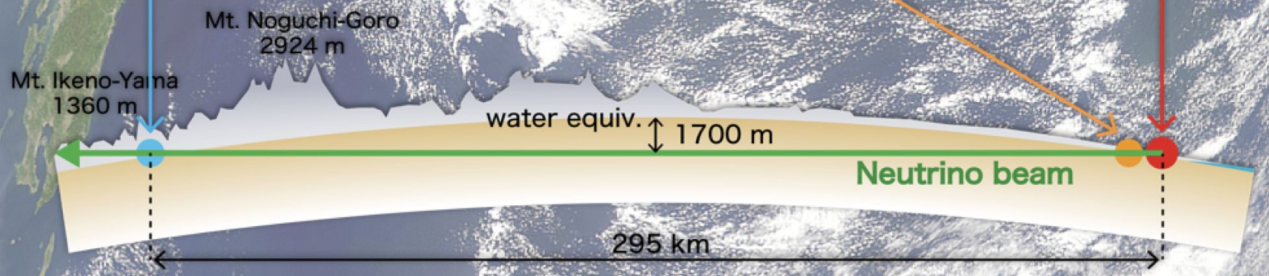 Mt. Noguchi-Goro
2924 m
Mt. Ikeno-Yama
1360 m
water equiv.
1700 m
Neutrino beam
295 km